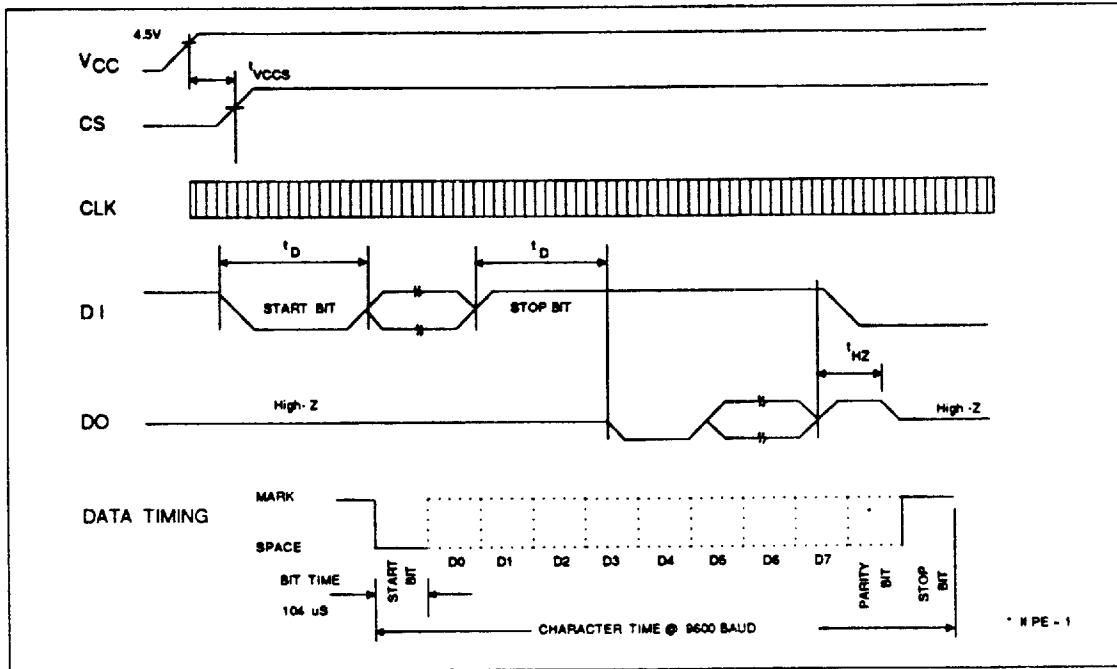 4.5V
VCC
tVCCS
CS
CLK
tD
tD
DI
START BIT
STOP BIT
tHZ
DO
High-Z
High-Z
DATA TIMING
MARK
SPACE
START BIT
D0 D1 D2 D3 D4 D5 D6 D7
PARITY BIT
STOP BIT
BIT TIME
104 uS
CHARACTER TIME @ 9600 BAUD